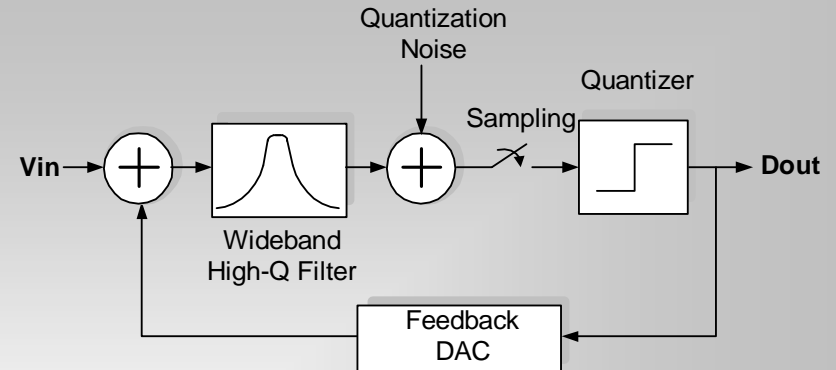 Quantization
Noise
Quantizer
Sampling
Vin
Dout
Wideband
High-Q Filter
Feedback
DAC